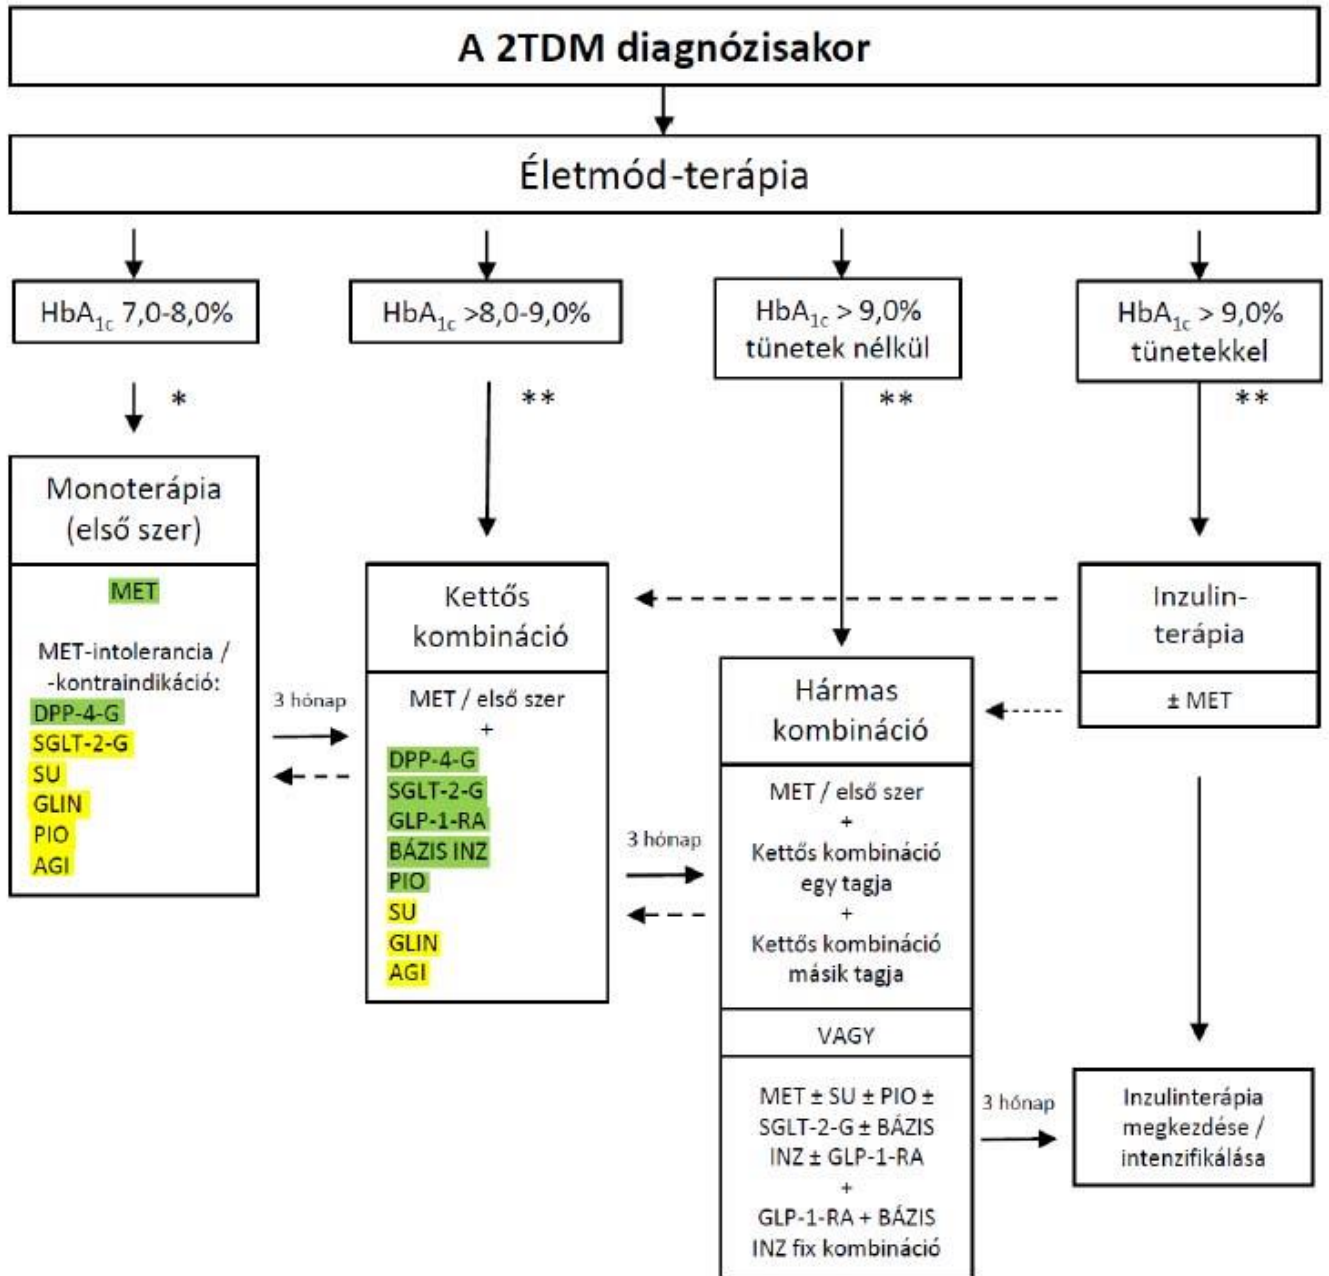 A 2TDM diagnózisakor
Életmód-terápia
HbA1c 7,0-8,0%
HbA1c >8,0-9,0%
HbA1c > 9,0%
tünetek nélkül
HbA1c > 9,0%
tünetekkel
*
**
**
**
Monoterápia
(első szer)
MET
MET-intolerancia /
-kontraindikáció:
DPP-4-G
SGLT-2-G
SU
GLIN
PIO
AGI
3 hónap
Kettős
kombináció
MET / első szer
+
DPP-4-G
SGLT-2-G
GLP-1-RA
BÁZIS INZ
PIO
SU
GLIN
AGI
3 hónap
Hármas
kombináció
MET / első szer
+
Kettős kombináció
egy tagja
+
Kettős kombináció
másik tagja
VAGY
MET ± SU ± PIO ±
SGLT-2-G ± BÁZIS
INZ ± GLP-1-RA
+
GLP-1-RA + BÁZIS
INZ fix kombináció
3 hónap
Inzulin-
terápia
± MET
Inzulinterápia
megkezdése /
intenzifikálása